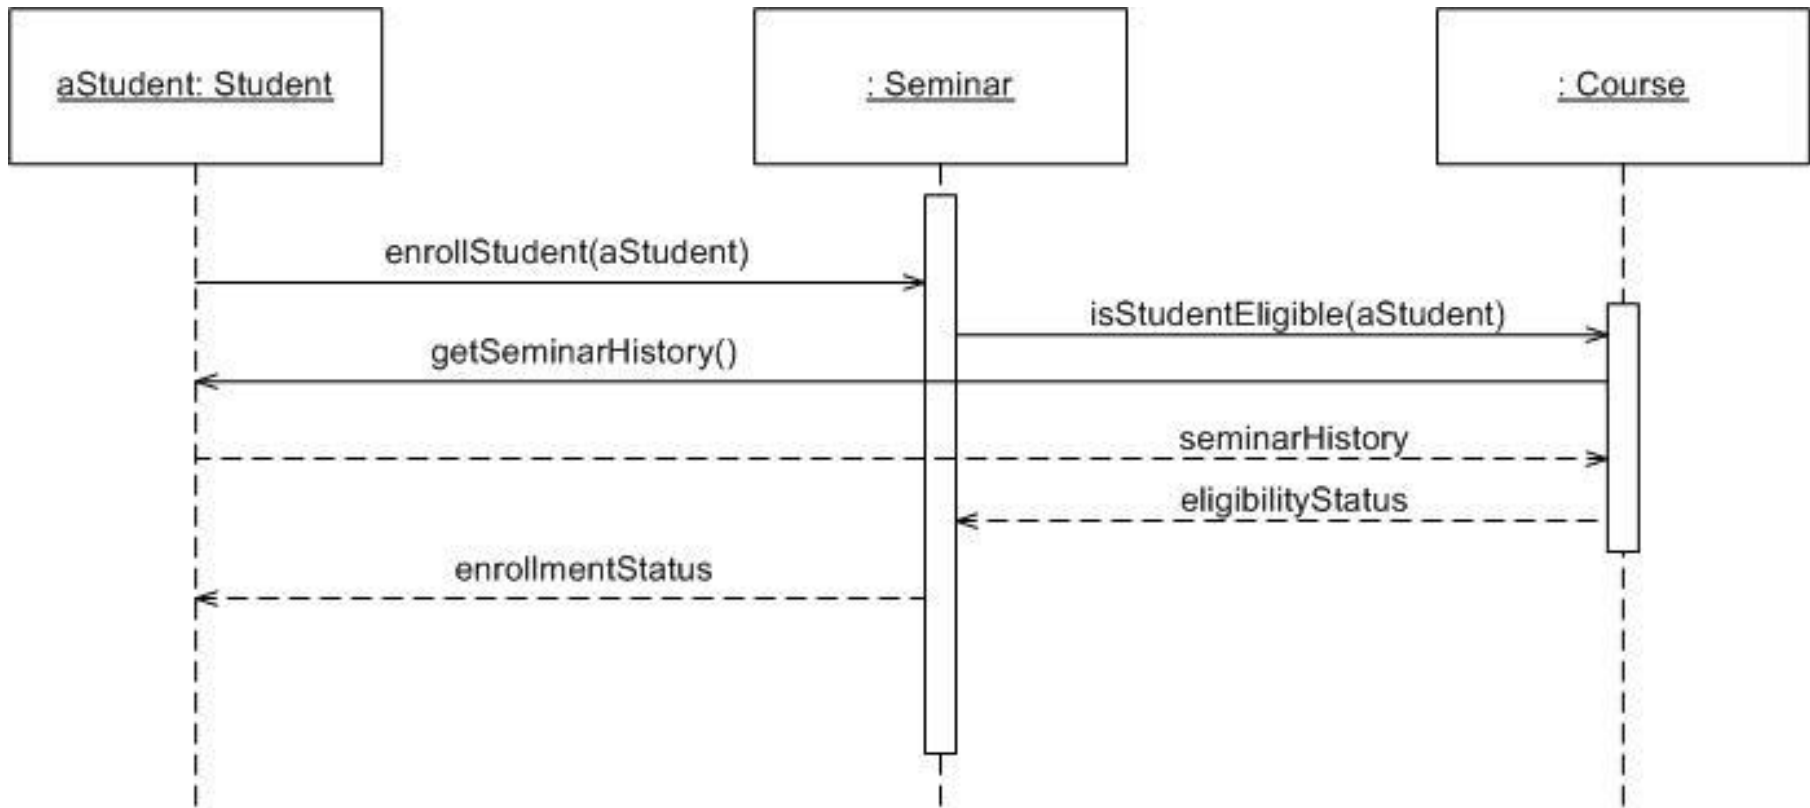 aStudent: Student
: Seminar
: Course
enrollStudent(aStudent)
isStudentEligible(aStudent)
getSeminarHistory()
seminarHistory
eligibilityStatus
enrollmentStatus